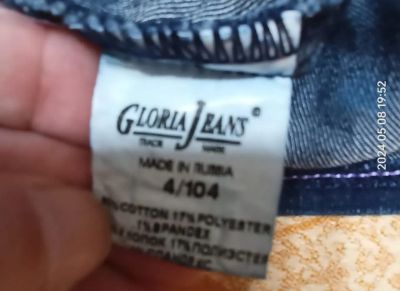 GLORIA JEANS®
TRADE MARK
MADE IN RUSSIA
4/104
COTTON 17% POLYESTER
1% SPANDEX
ХЛОПОК 17% ПОЛИЭСТЕР
2024.05.08 19:52